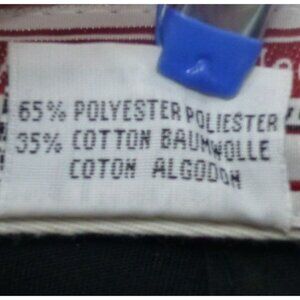 65% POLYESTER POLIESTER
35% COTTON BAUMWOLLE
COTON ALGODON